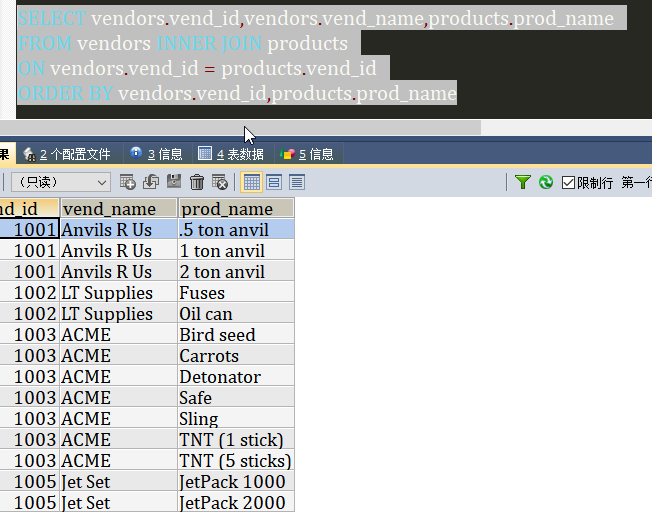 SELECT vendors.vend_id,vendors.vend_name,products.prod_name
FROM vendors INNER JOIN products
ON vendors.vend_id = products.vend_id
ORDER BY vendors.vend_id,products.prod_name
果 2 个配置文件 3 信息 4 表数据 5 信息
(只读) 限制行 第一行
nd_id vend_name prod_name
1001 Anvils R Us .5 ton anvil
1001 Anvils R Us 1 ton anvil
1001 Anvils R Us 2 ton anvil
1002 LT Supplies Fuses
1002 LT Supplies Oil can
1003 ACME Bird seed
1003 ACME Carrots
1003 ACME Detonator
1003 ACME Safe
1003 ACME Sling
1003 ACME TNT (1 stick)
1003 ACME TNT (5 sticks)
1005 Jet Set JetPack 1000
1005 Jet Set JetPack 2000